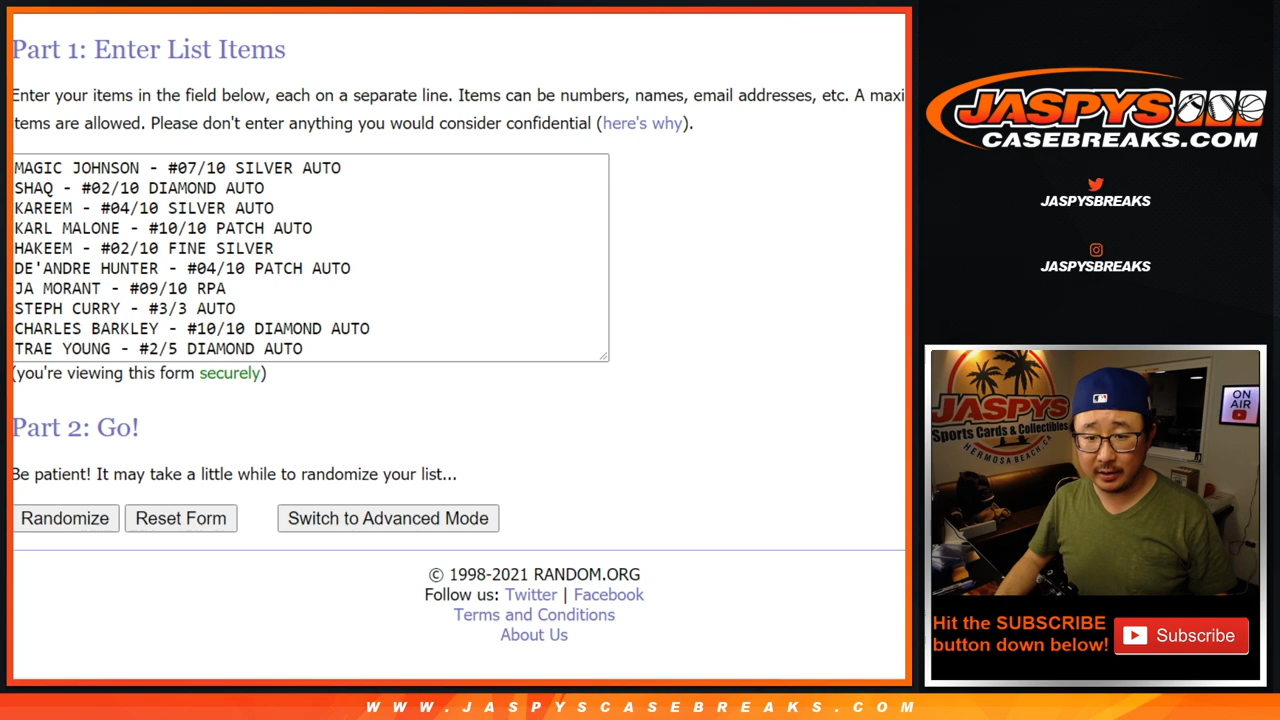 Part 1: Enter List Items
Enter your items in the field below, each on a separate line. Items can be numbers, names, email addresses, etc. A maxi
items are allowed. Please don't enter anything you would consider confidential (here's why).
MAGIC JOHNSON - #07/10 SILVER AUTO
SHAQ - #02/10 DIAMOND AUTO
KAREEM - #04/10 SILVER AUTO
KARL MALONE - #10/10 PATCH AUTO
HAKEEM - #02/10 FINE SILVER
DE'ANDRE HUNTER - #04/10 PATCH AUTO
JA MORANT - #09/10 RPA
STEPH CURRY - #3/3 AUTO
CHARLES BARKLEY - #10/10 DIAMOND AUTO
TRAE YOUNG - #2/5 DIAMOND AUTO
(you're viewing this form securely)
Part 2: Go!
Be patient! It may take a little while to randomize your list...
Randomize Reset Form Switch to Advanced Mode
© 1998-2021 RANDOM.ORG
Follow us: Twitter | Facebook
Terms and Conditions
About Us
JASPYS
CASEBREAKS.COM
JASPYSBREAKS
JASPYSBREAKS
JASPYS
Sports Cards & Collectibles
HERMOSA BEACH, CA
ON AIR
Hit the SUBSCRIBE
button down below!
Subscribe
WWW.JASPYSCASEBREAKS.COM